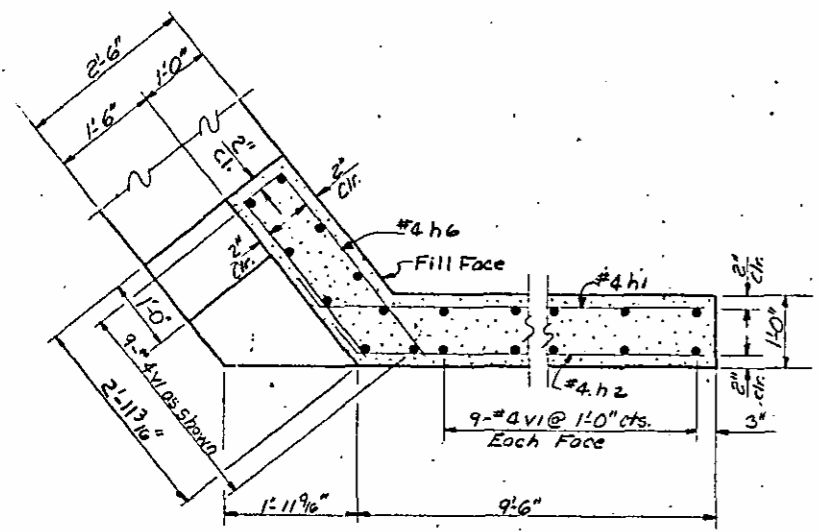 2'-6"
1'-0"
1'-6"
2"
Cl.
2"
Clr.
#4 h6
Fill Face
#4 h1
2"
Clr.
2"
Clr.
1'-0"
1'-0"
9-#4 v1 as shown
2'-11 3/16"
#4 h2
2"
clr.
9-#4 v1 @ 1'-0" cts.
Each Face
3"
1'-11 9/16"
9'-6"